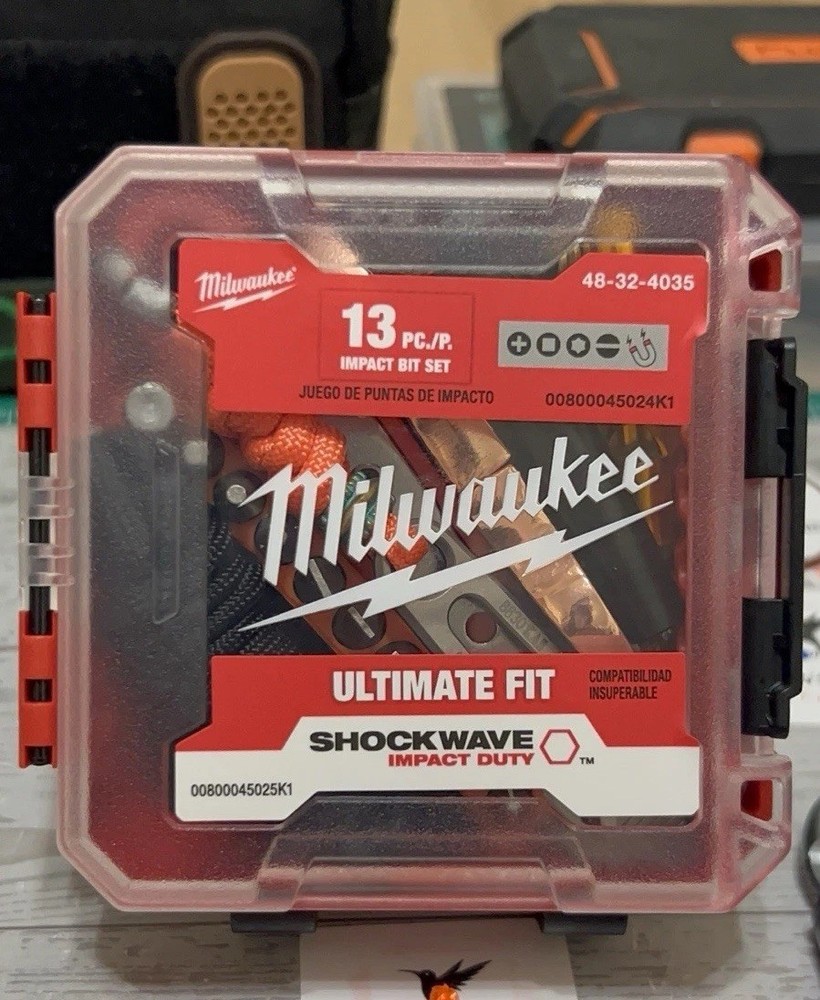 Milwaukee
48-32-4035
13 PC./P.
IMPACT BIT SET
JUEGO DE PUNTAS DE IMPACTO
00800045024K1
Milwaukee
ULTIMATE FIT
COMPATIBILIDAD
INSUPERABLE
SHOCKWAVE
IMPACT DUTY ™
00800045025K1